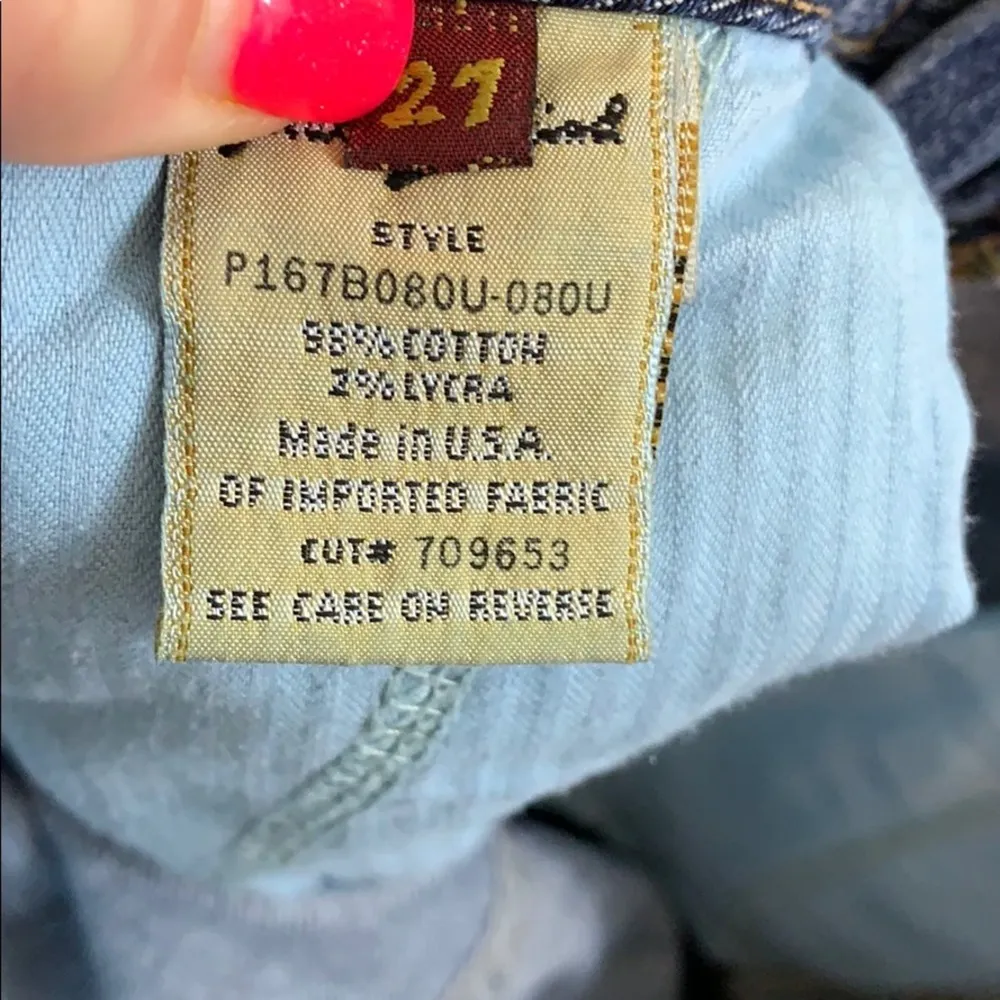 27
STYLE
P167B080U-080U
98% COTTON
2% LYCRA
Made in U.S.A.
OF IMPORTED FABRIC
CUT# 709653
SEE CARE ON REVERSE